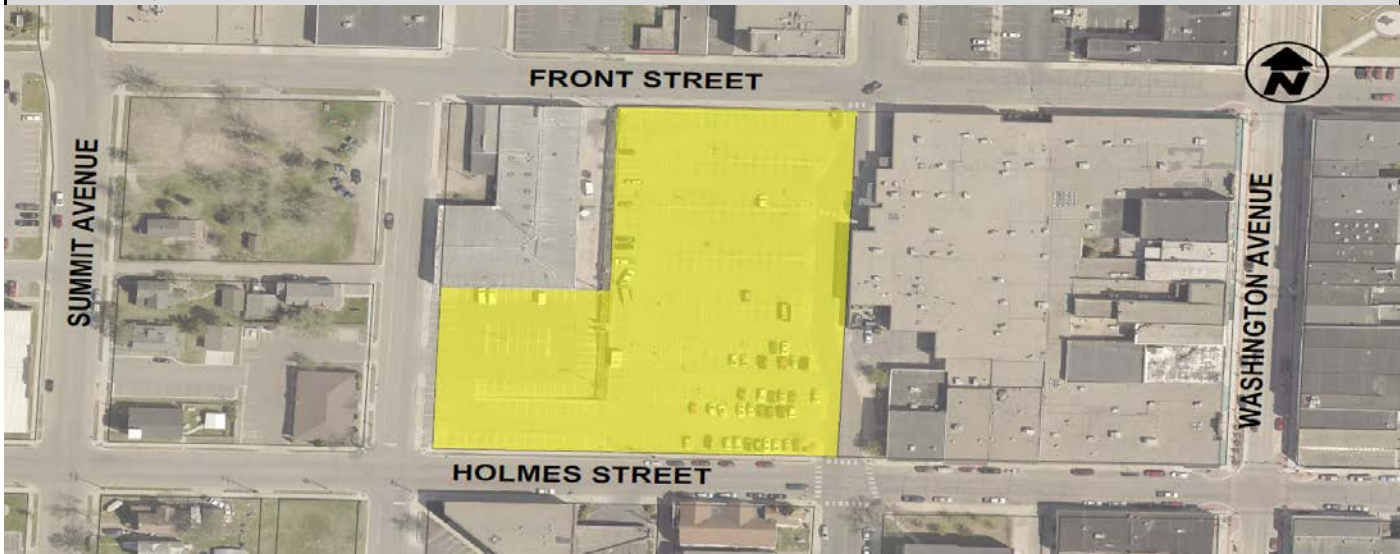 FRONT STREET
N
SUMMIT AVENUE
WASHINGTON AVENUE
HOLMES STREET